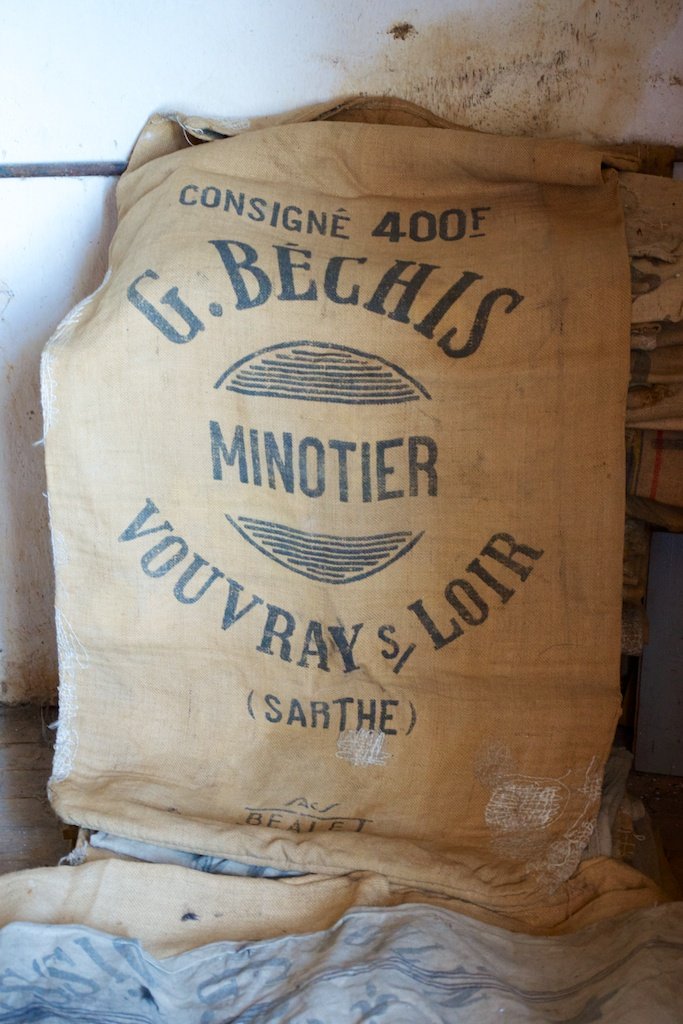 CONSIGNÉ 400F
G. BÉCHIS
MINOTIER
VOUVRAY S/ LOIR
(SARTHE)